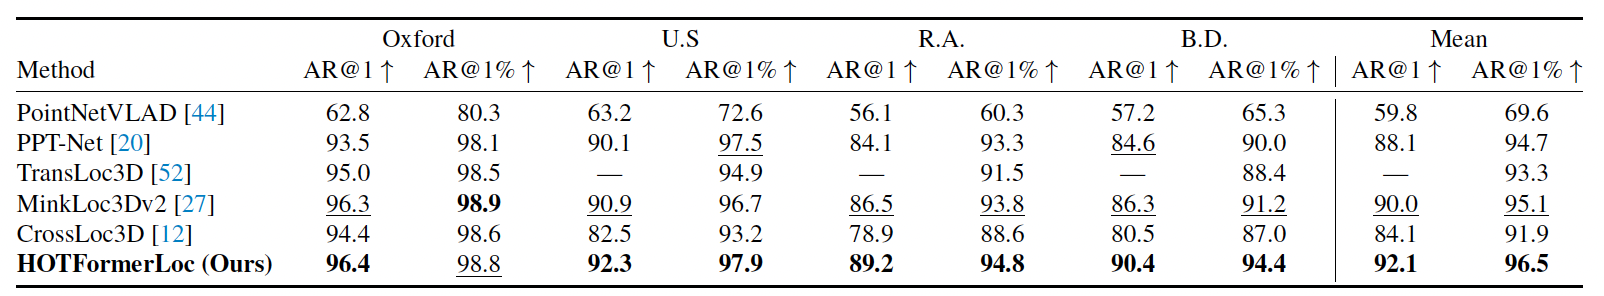 Oxford U.S R.A. B.D. Mean
Method AR@1 ↑ AR@1% ↑ AR@1 ↑ AR@1% ↑ AR@1 ↑ AR@1% ↑ AR@1 ↑ AR@1% ↑ AR@1 ↑ AR@1% ↑
PointNetVLAD [44] 62.8 80.3 63.2 72.6 56.1 60.3 57.2 65.3 59.8 69.6
PPT-Net [20] 93.5 98.1 90.1 97.5 84.1 93.3 84.6 90.0 88.1 94.7
TransLoc3D [52] 95.0 98.5 — 94.9 — 91.5 — 88.4 — 93.3
MinkLoc3Dv2 [27] 96.3 98.9 90.9 96.7 86.5 93.8 86.3 91.2 90.0 95.1
CrossLoc3D [12] 94.4 98.6 82.5 93.2 78.9 88.6 80.5 87.0 84.1 91.9
HOTFormerLoc (Ours) 96.4 98.8 92.3 97.9 89.2 94.8 90.4 94.4 92.1 96.5